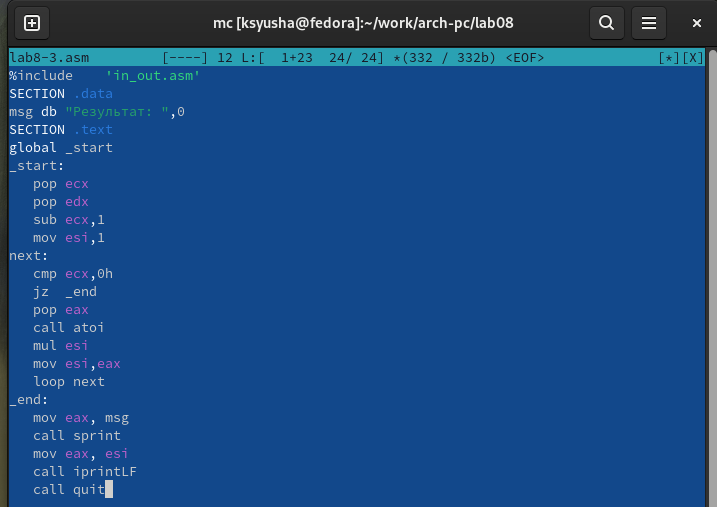 mc [ksyusha@fedora]:~/work/arch-pc/lab08
lab8-3.asm [----] 12 L:[ 1+23 24/ 24] *(332 / 332b) <EOF> [*][X]
%include 'in_out.asm'
SECTION .data
msg db "Результат: ",0
SECTION .text
global _start
_start:
pop ecx
pop edx
sub ecx,1
mov esi,1
next:
cmp ecx,0h
jz _end
pop eax
call atoi
mul esi
mov esi,eax
loop next
_end:
mov eax, msg
call sprint
mov eax, esi
call iprintLF
call quit